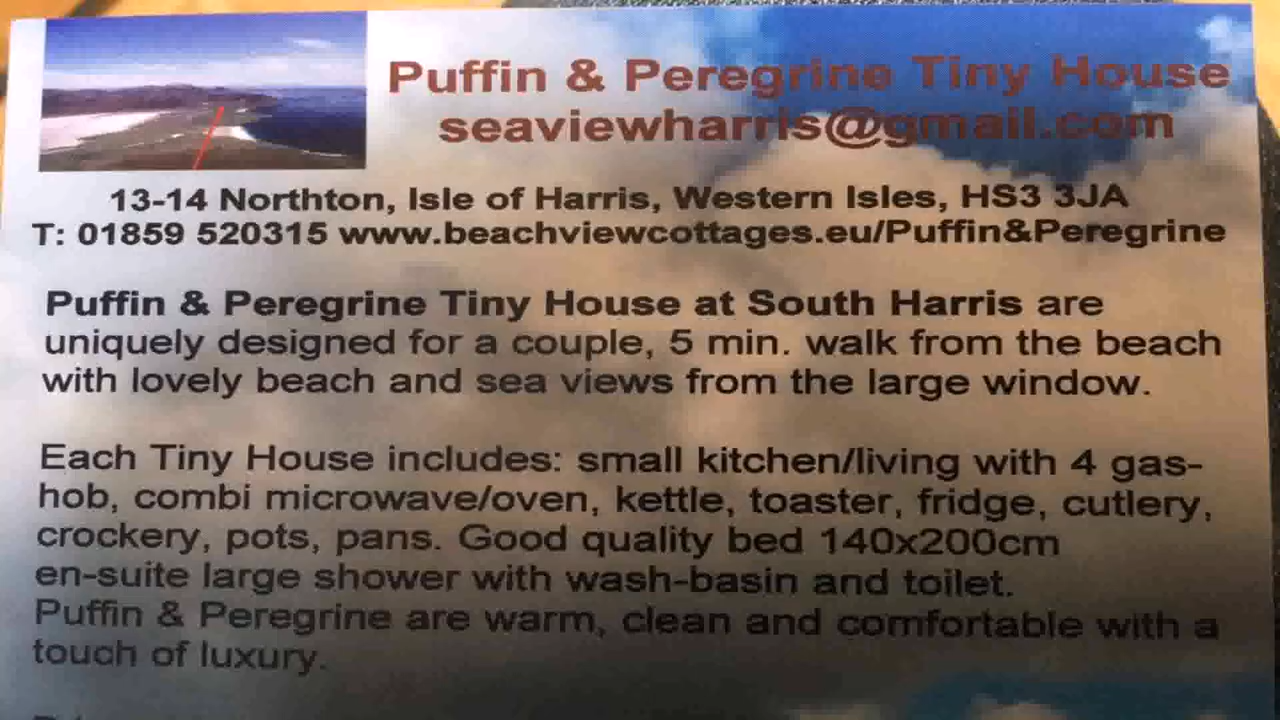 Puffin & Peregrine Tiny House
seaviewharris@gmail.com
13-14 Northton, Isle of Harris, Western Isles, HS3 3JA
T: 01859 520315 www.beachviewcottages.eu/Puffin&Peregrine
Puffin & Peregrine Tiny House at South Harris are
uniquely designed for a couple, 5 min. walk from the beach
with lovely beach and sea views from the large window.
Each Tiny House includes: small kitchen/living with 4 gas-
hob, combi microwave/oven, kettle, toaster, fridge, cutlery,
crockery, pots, pans. Good quality bed 140x200cm
en-suite large shower with wash-basin and toilet.
Puffin & Peregrine are warm, clean and comfortable with a
touch of luxury.